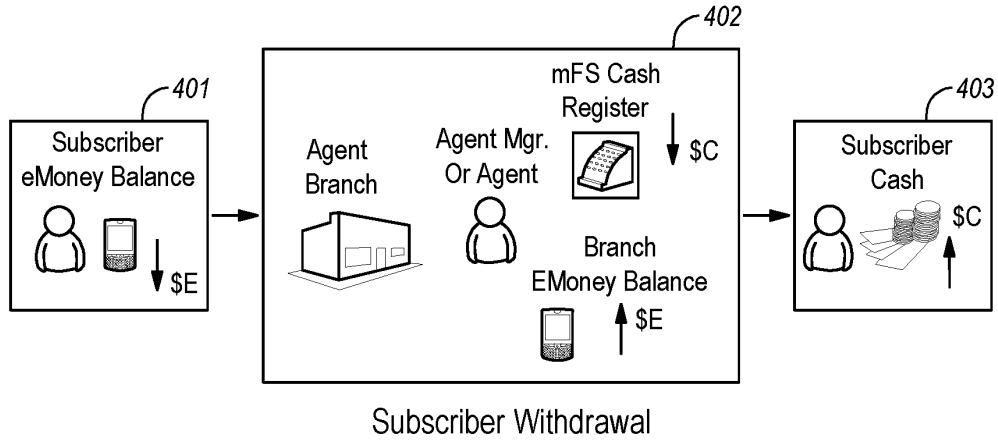 401
Subscriber
eMoney Balance
$E
402
Agent
Branch
Agent Mgr.
Or Agent
mFS Cash
Register
$C
Branch
EMoney Balance
$E
403
Subscriber
Cash
$C
Subscriber Withdrawal